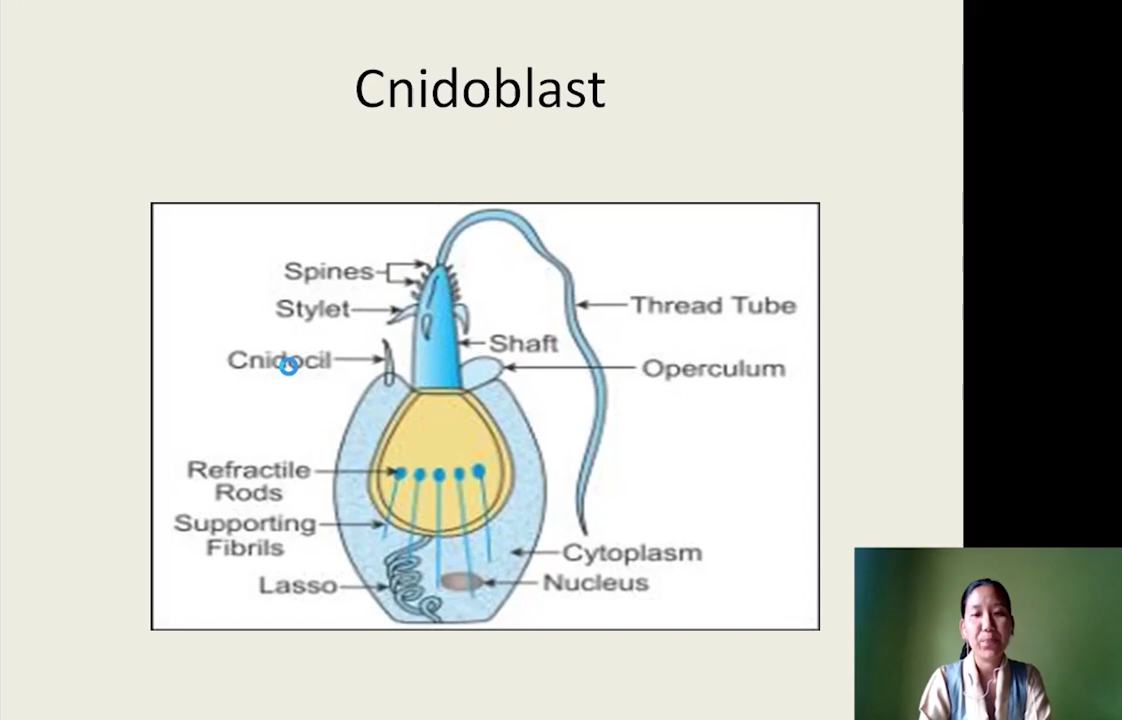 Cnidoblast
Spines
Stylet
Thread Tube
Shaft
Cnidocil
Operculum
Refractile
Rods
Supporting
Fibrils
Cytoplasm
Lasso
Nucleus